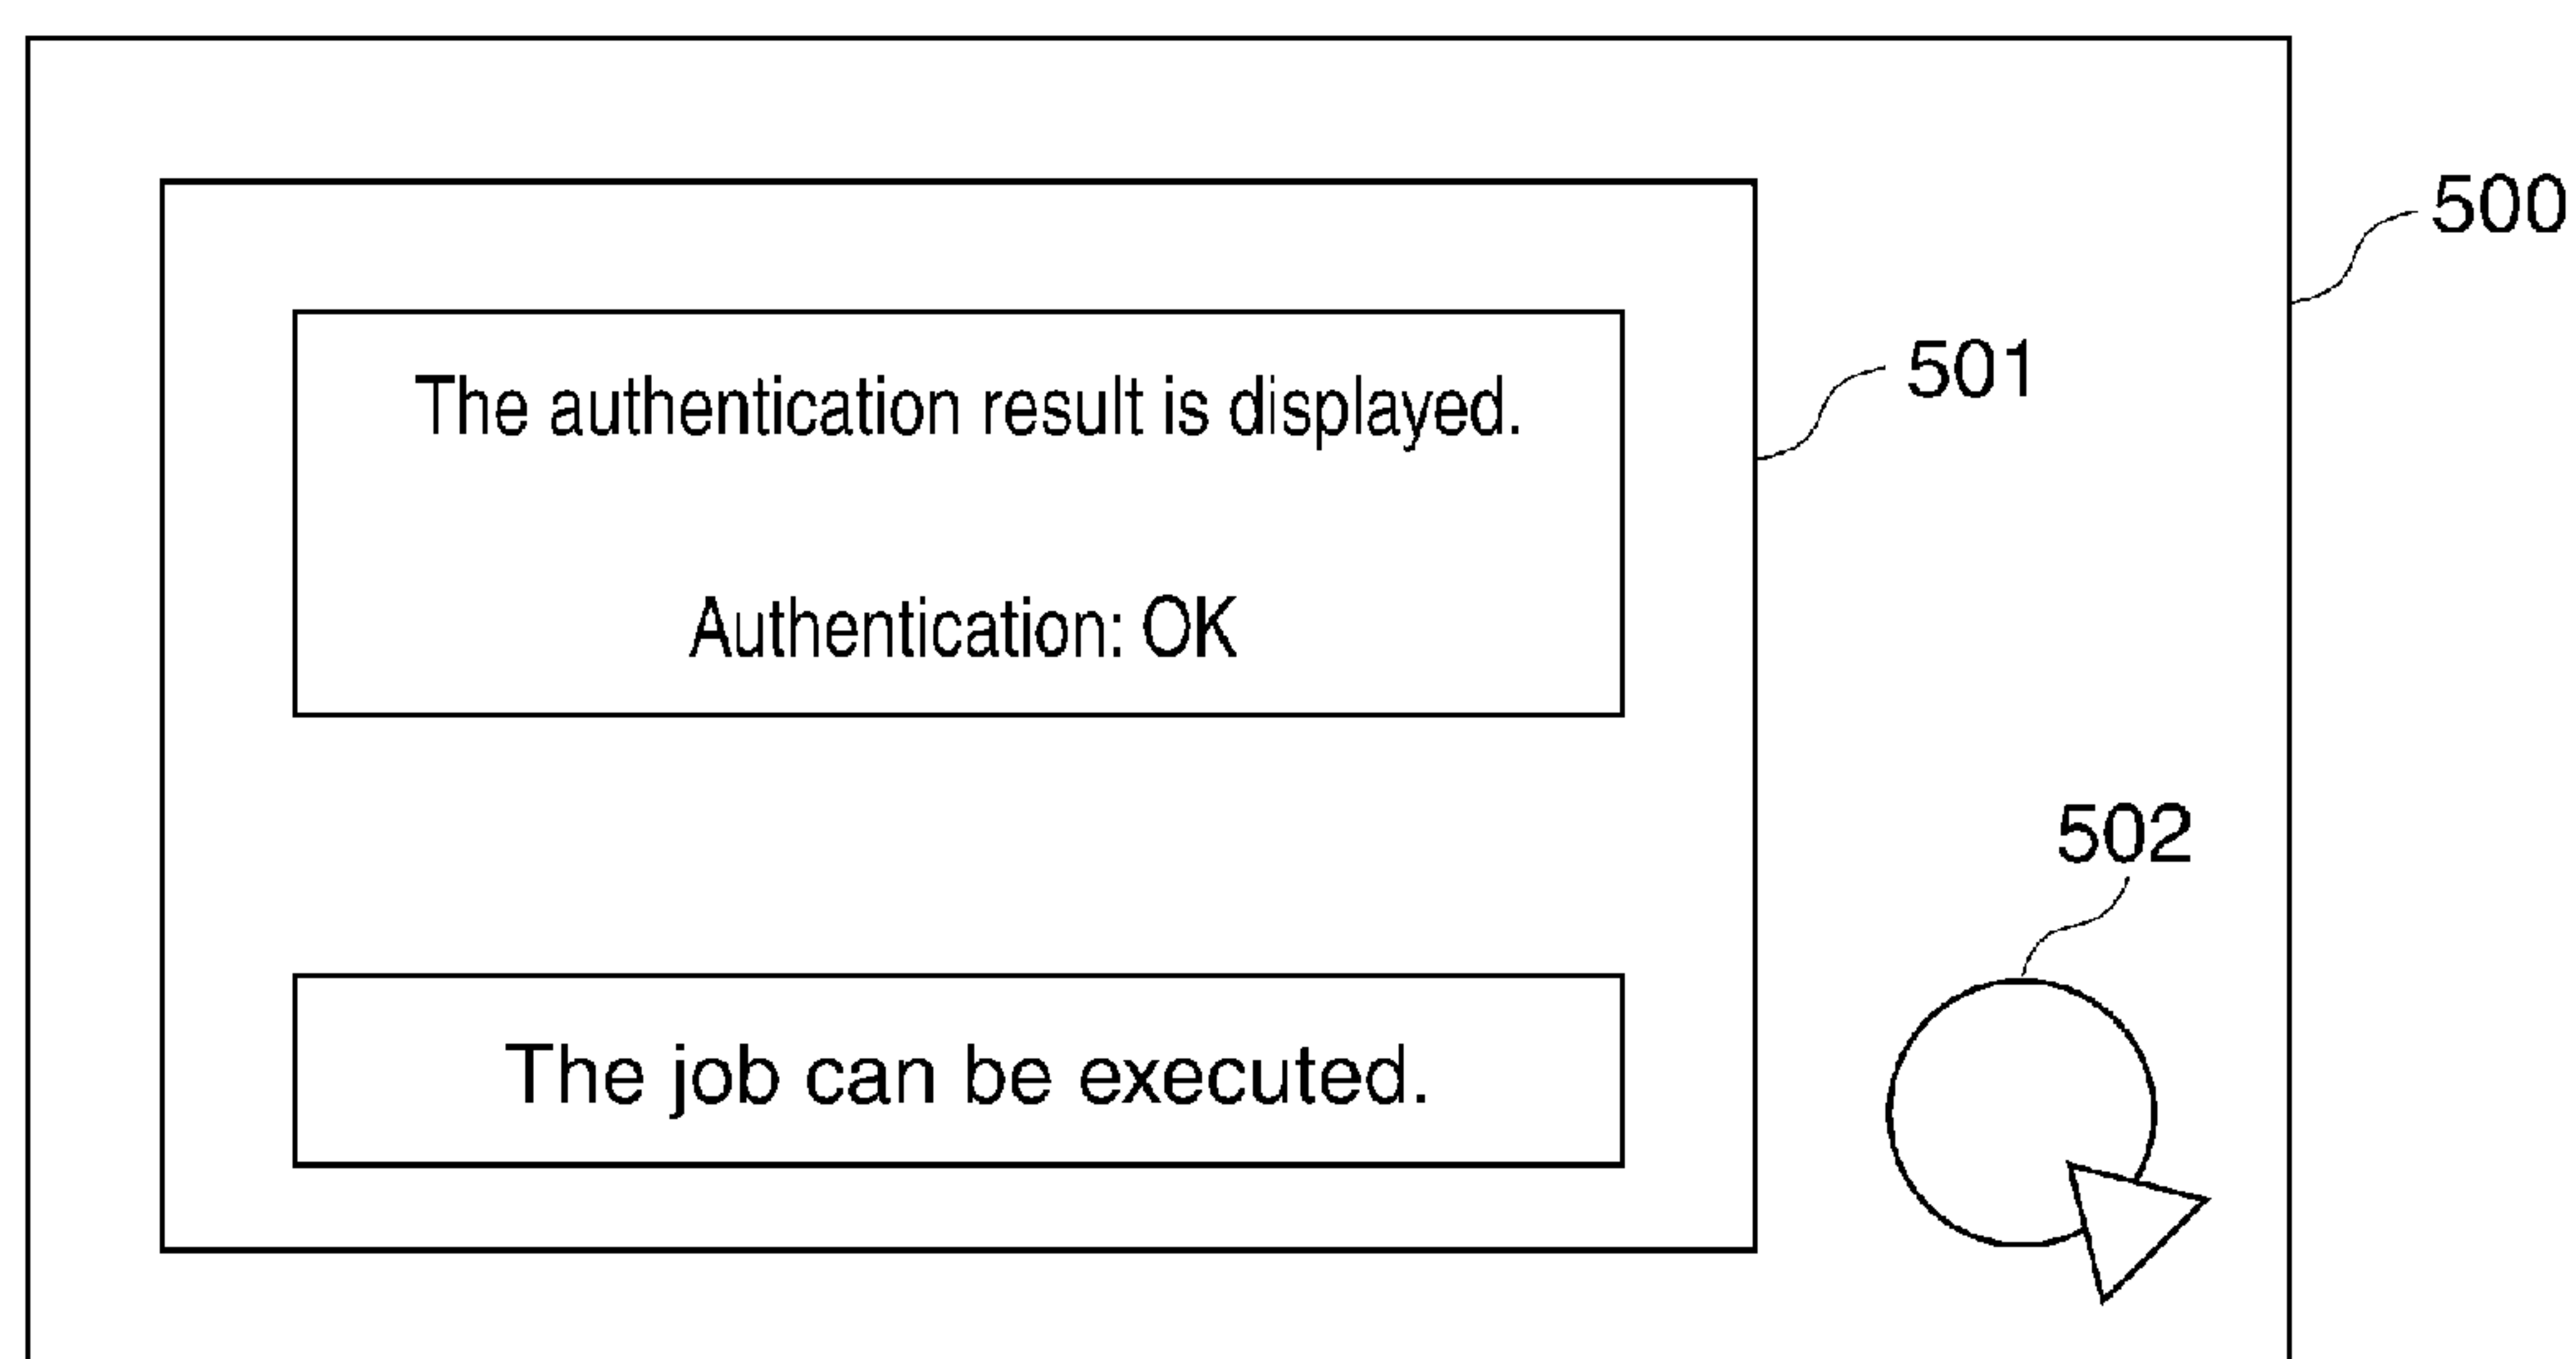 500
501
The authentication result is displayed.
Authentication: OK
502
The job can be executed.